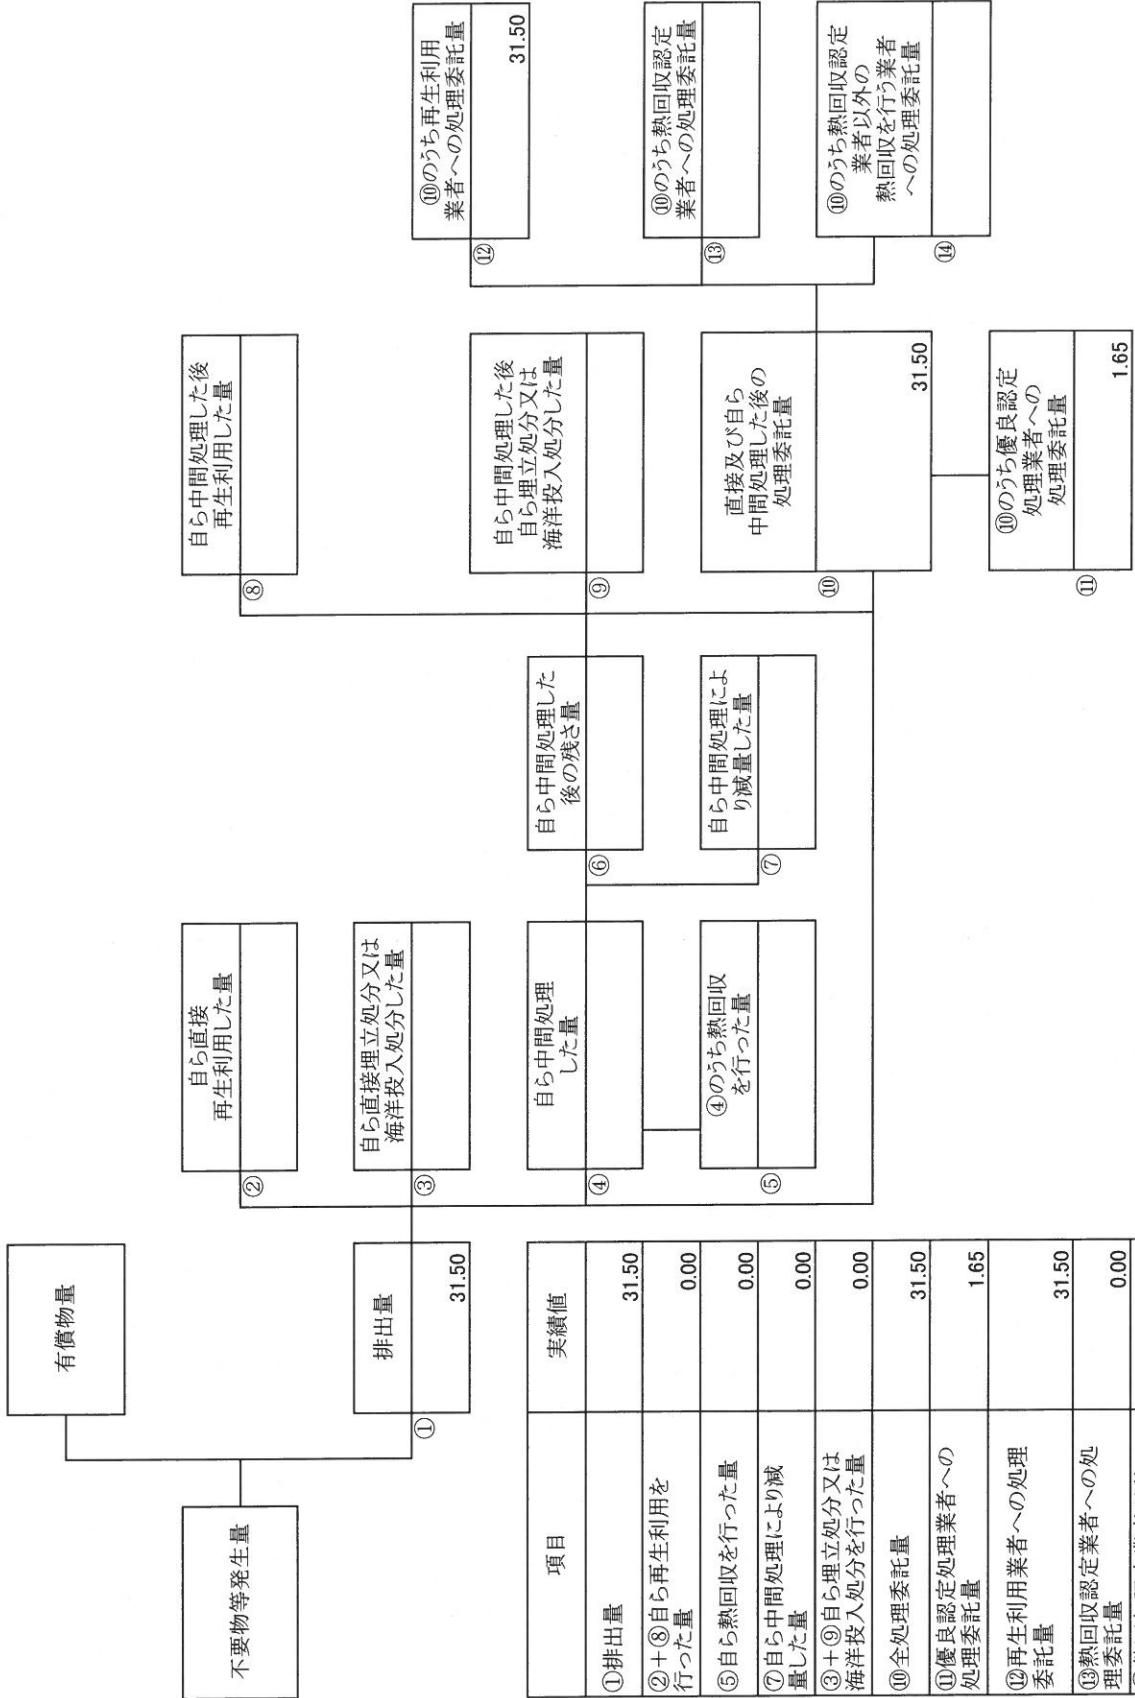 不要物等発生量
有償物量
排出量
①
31.50
自ら直接
再生利用した量
②
自ら直接埋立処分又は
海洋投入処分した量
③
自ら中間処理
した量
④
④のうち熱回収
を行った量
⑤
自ら中間処理した
後の残さ量
⑥
自ら中間処理によ
り減量した量
⑦
自ら中間処理した後
再生利用した量
⑧
自ら中間処理した後
自ら埋立処分又は
海洋投入処分した量
⑨
直接及び自ら
中間処理した後の
処理委託量
⑩
31.50
⑩のうち優良認定
処理業者への
処理委託量
⑪
1.65
⑩のうち再生利用
業者への処理委託量
⑫
31.50
⑩のうち熱回収認定
業者への処理委託量
⑬
⑩のうち熱回収認定
業者以外の
熱回収を行う業者
への処理委託量
⑭
項目 実績値
①排出量 31.50
②+⑧自ら再生利用を
行った量 0.00
⑤自ら熱回収を行った量 0.00
⑦自ら中間処理により減
量した量 0.00
③+⑨自ら埋立処分又は
海洋投入処分を行った量 0.00
⑩全処理委託量 31.50
⑪優良認定処理業者への
処理委託量 1.65
⑫再生利用業者への処理
委託量 31.50
⑬熱回収認定業者への処
理委託量 0.00